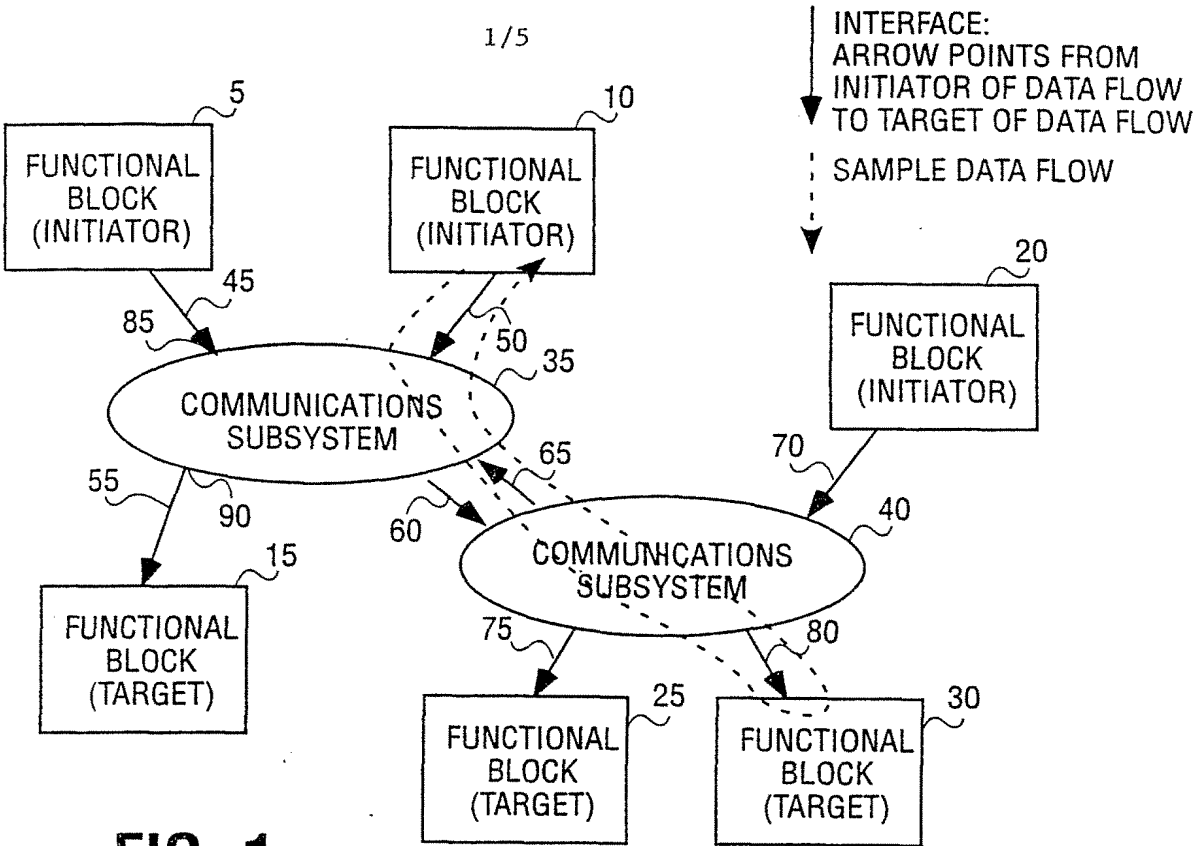 1/5
INTERFACE:
ARROW POINTS FROM
INITIATOR OF DATA FLOW
TO TARGET OF DATA FLOW
SAMPLE DATA FLOW
5
FUNCTIONAL
BLOCK
(INITIATOR)
10
FUNCTIONAL
BLOCK
(INITIATOR)
20
FUNCTIONAL
BLOCK
(INITIATOR)
45
85
50
35
COMMUNICATIONS
SUBSYSTEM
55
90
60
65
70
40
COMMUNICATIONS
SUBSYSTEM
15
FUNCTIONAL
BLOCK
(TARGET)
75
80
25
FUNCTIONAL
BLOCK
(TARGET)
30
FUNCTIONAL
BLOCK
(TARGET)
FIG. 1